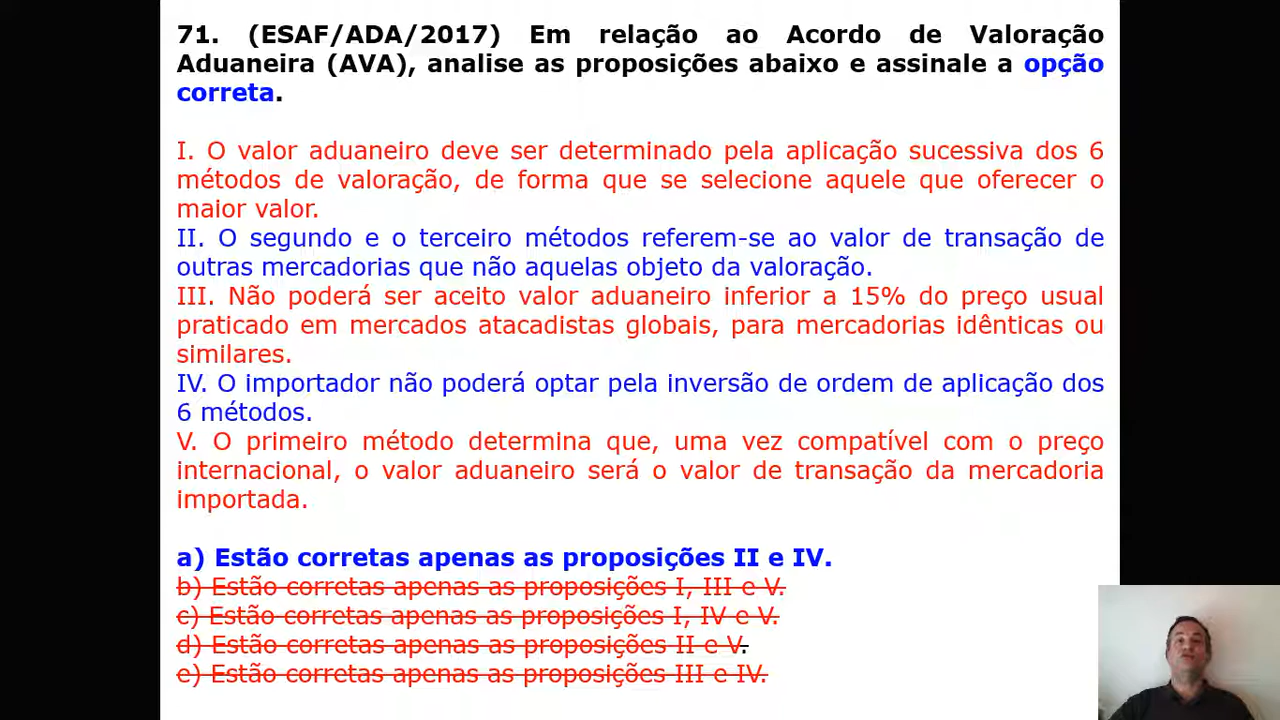 71. (ESAF/ADA/2017) Em relação ao Acordo de Valoração
Aduaneira (AVA), analise as proposições abaixo e assinale a opção
correta.
I. O valor aduaneiro deve ser determinado pela aplicação sucessiva dos 6
métodos de valoração, de forma que se selecione aquele que oferecer o
maior valor.
II. O segundo e o terceiro métodos referem-se ao valor de transação de
outras mercadorias que não aquelas objeto da valoração.
III. Não poderá ser aceito valor aduaneiro inferior a 15% do preço usual
praticado em mercados atacadistas globais, para mercadorias idênticas ou
similares.
IV. O importador não poderá optar pela inversão de ordem de aplicação dos
6 métodos.
V. O primeiro método determina que, uma vez compatível com o preço
internacional, o valor aduaneiro será o valor de transação da mercadoria
importada.
a) Estão corretas apenas as proposições II e IV.
b) Estão corretas apenas as proposições I, III e V.
c) Estão corretas apenas as proposições I, IV e V.
d) Estão corretas apenas as proposições II e V.
e) Estão corretas apenas as proposições III e IV.